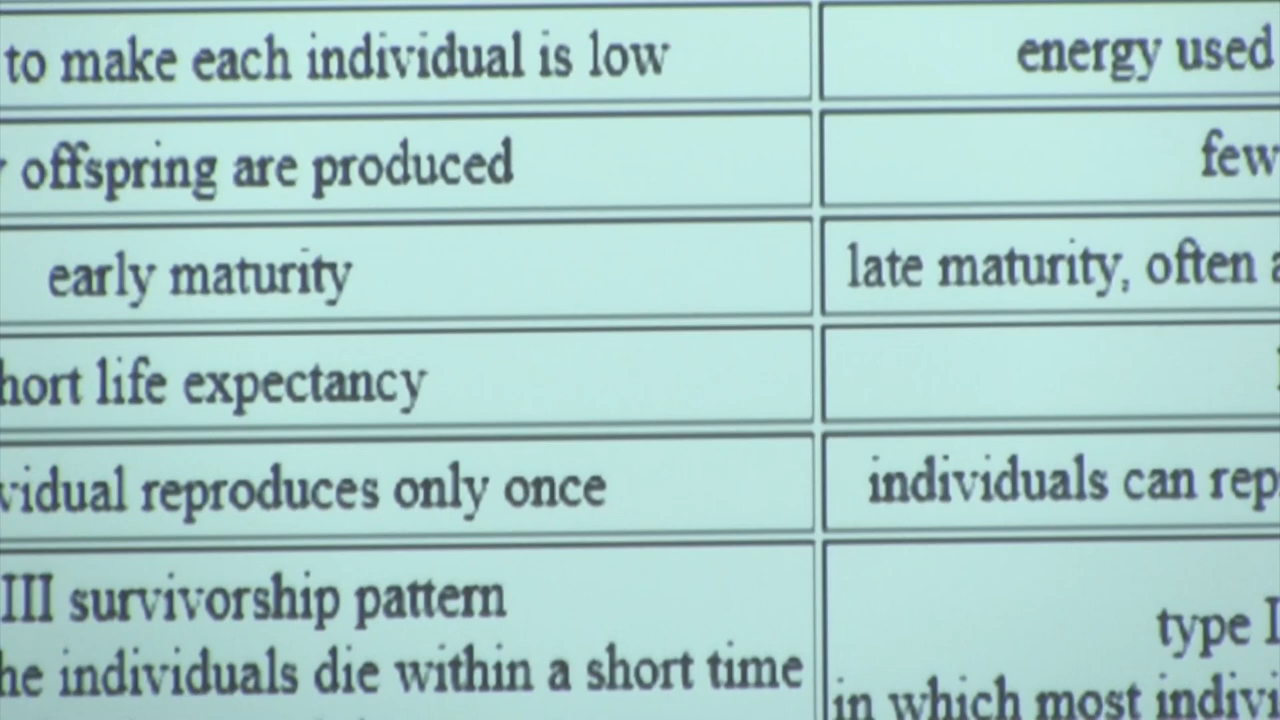 to make each individual is low
energy used
offspring are produced
few
early maturity
late maturity, often
hort life expectancy
vidual reproduces only once
individuals can rep
III survivorship pattern
he individuals die within a short time
type I
in which most indivi